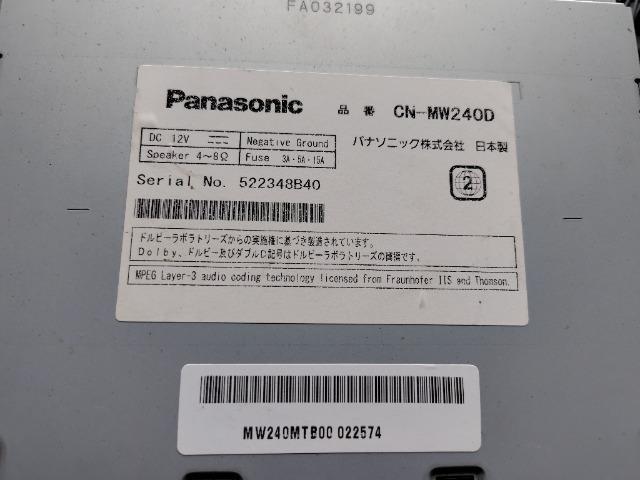 FA032199
Panasonic 品番 CN-MW240D
DC 12V Negative Ground
パナソニック株式会社 日本製
Speaker 4~8Ω Fuse 3A・5A・15A
2
Serial No. 522348B40
ドルビーラボラトリーズからの実施権に基づき製造されています。
Dolby、ドルビー及びダブルD記号はドルビーラボラトリーズの商標です。
MPEG Layer-3 audio coding technology licensed from Fraunhofer IIS and Thomson.
MW240MTB00 022574